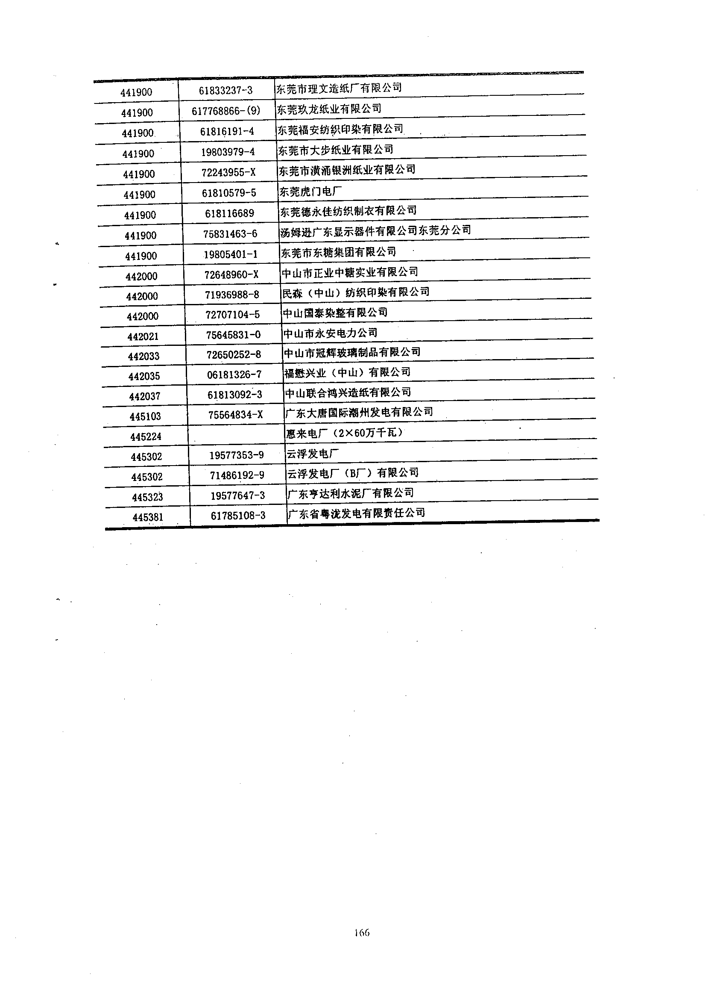 441900 61833237-3 东莞市理文造纸厂有限公司
441900 617768866-(9) 东莞玖龙纸业有限公司
441900 61816191-4 东莞福安纺织印染有限公司
441900 19803979-4 东莞市大步纸业有限公司
441900 72243955-X 东莞市潢涌银洲纸业有限公司
441900 61810579-5 东莞虎门电厂
441900 618116689 东莞德永佳纺织制衣有限公司
441900 75831463-6 汤姆逊广东显示器件有限公司东莞分公司
441900 19805401-1 东莞市东糖集团有限公司
442000 72648960-X 中山市正业中糖实业有限公司
442000 71936988-8 民森（中山）纺织印染有限公司
442000 72707104-5 中山国泰染整有限公司
442021 75645831-0 中山市永安电力公司
442033 72650252-8 中山市冠辉玻璃制品有限公司
442035 06181326-7 福懋兴业（中山）有限公司
442037 61813092-3 中山联合鸿兴造纸有限公司
445103 75564834-X 广东大唐国际潮州发电有限公司
445224 惠来电厂（2×60万千瓦）
445302 19577353-9 云浮发电厂
445302 71486192-9 云浮发电厂（B厂）有限公司
445323 19577647-3 广东亨达利水泥厂有限公司
445381 61785108-3 广东省粤泷发电有限责任公司
166